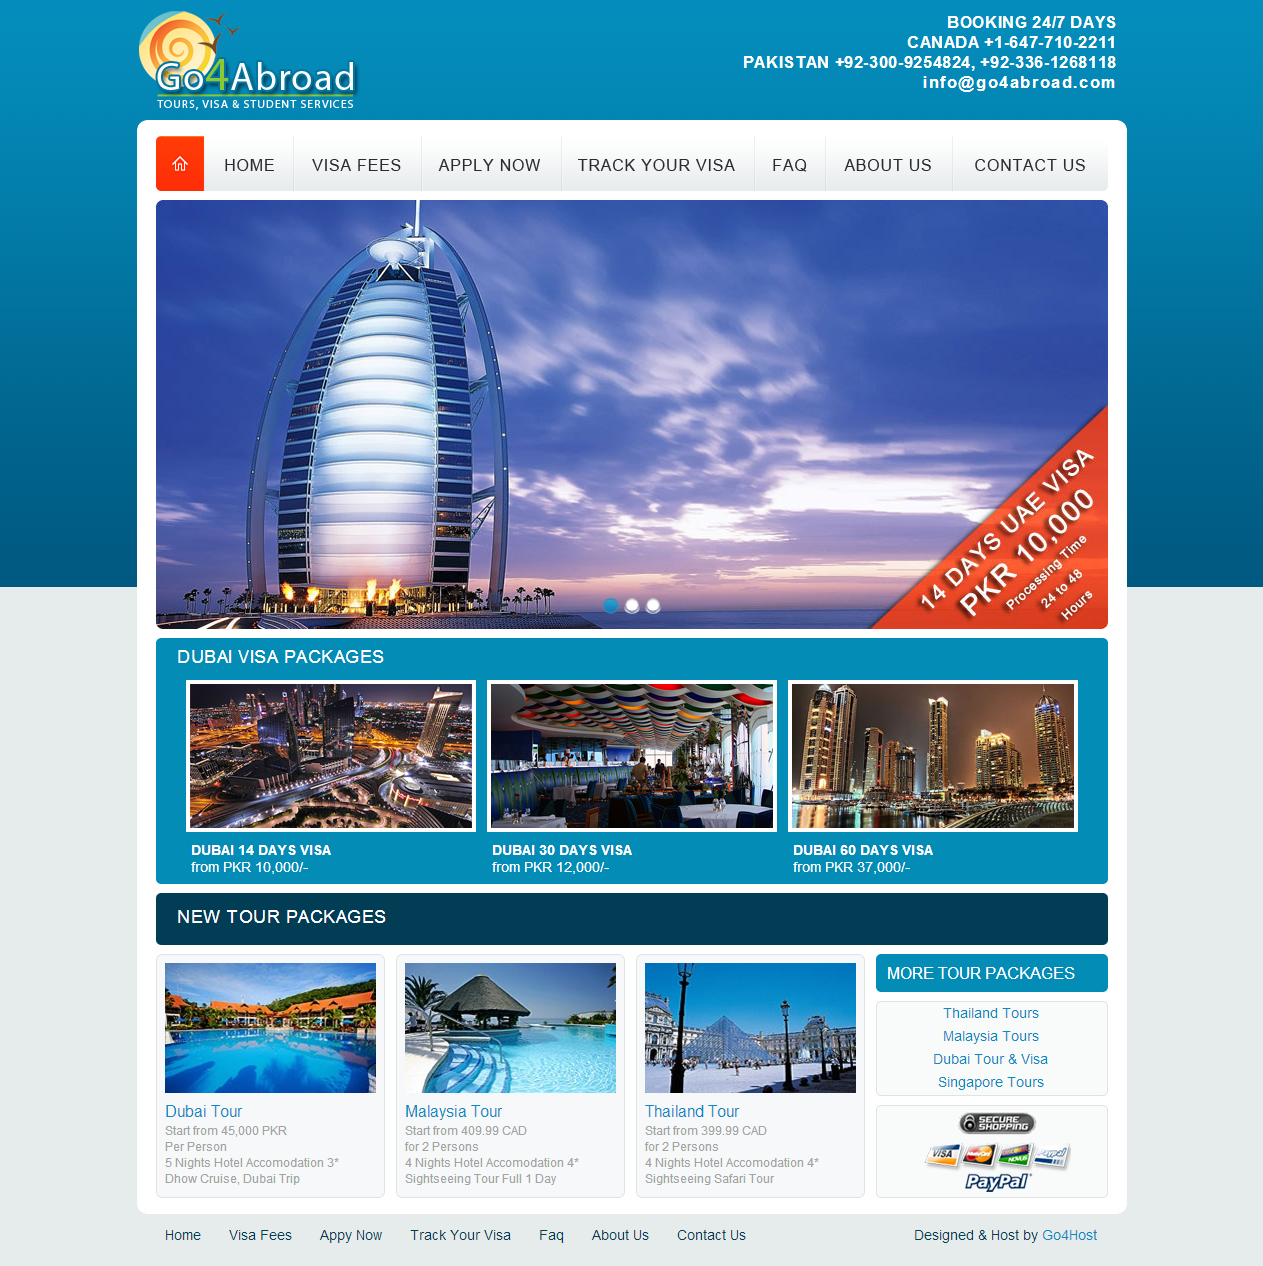 Go4Abroad
TOURS, VISA & STUDENT SERVICES
BOOKING 24/7 DAYS
CANADA +1-647-710-2211
PAKISTAN +92-300-9254824, +92-336-1268118
info@go4abroad.com
HOME
VISA FEES
APPLY NOW
TRACK YOUR VISA
FAQ
ABOUT US
CONTACT US
14 DAYS UAE VISA
PKR 10,000
Processing Time
24 to 48
Hours
DUBAI VISA PACKAGES
DUBAI 14 DAYS VISA
from PKR 10,000/-
DUBAI 30 DAYS VISA
from PKR 12,000/-
DUBAI 60 DAYS VISA
from PKR 37,000/-
NEW TOUR PACKAGES
Dubai Tour
Start from 45,000 PKR
Per Person
5 Nights Hotel Accomodation 3*
Dhow Cruise, Dubai Trip
Malaysia Tour
Start from 409.99 CAD
for 2 Persons
4 Nights Hotel Accomodation 4*
Sightseeing Tour Full 1 Day
Thailand Tour
Start from 399.99 CAD
for 2 Persons
4 Nights Hotel Accomodation 4*
Sightseeing Safari Tour
MORE TOUR PACKAGES
Thailand Tours
Malaysia Tours
Dubai Tour & Visa
Singapore Tours
SECURE
SHOPPING
VISA
MasterCard
NOVUS
PayPal
PayPal
Home
Visa Fees
Appy Now
Track Your Visa
Faq
About Us
Contact Us
Designed & Host by Go4Host